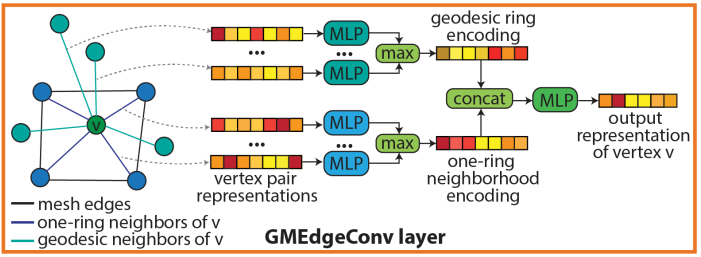 geodesic ring
encoding
MLP
...
...
max
MLP
v
concat
MLP
output
representation
of vertex v
MLP
...
...
max
MLP
vertex pair
representations
one-ring
neighborhood
encoding
mesh edges
one-ring neighbors of v
geodesic neighbors of v
GMEdgeConv layer